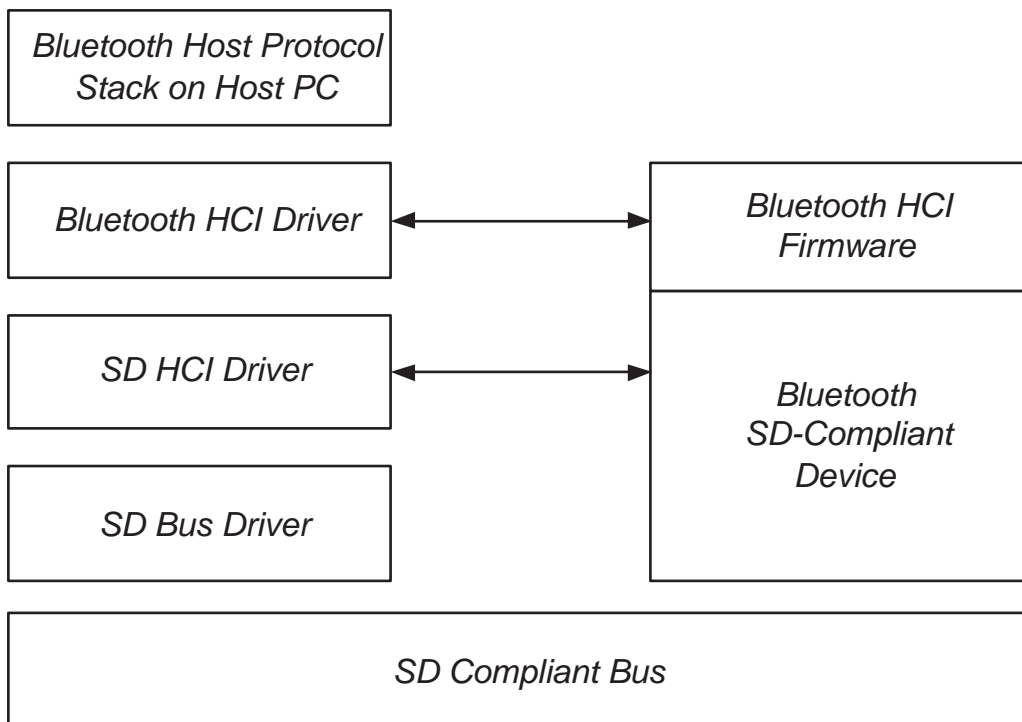 Bluetooth Host Protocol
Stack on Host PC
Bluetooth HCI Driver
Bluetooth HCI
Firmware
SD HCI Driver
Bluetooth
SD-Compliant
Device
SD Bus Driver
SD Compliant Bus